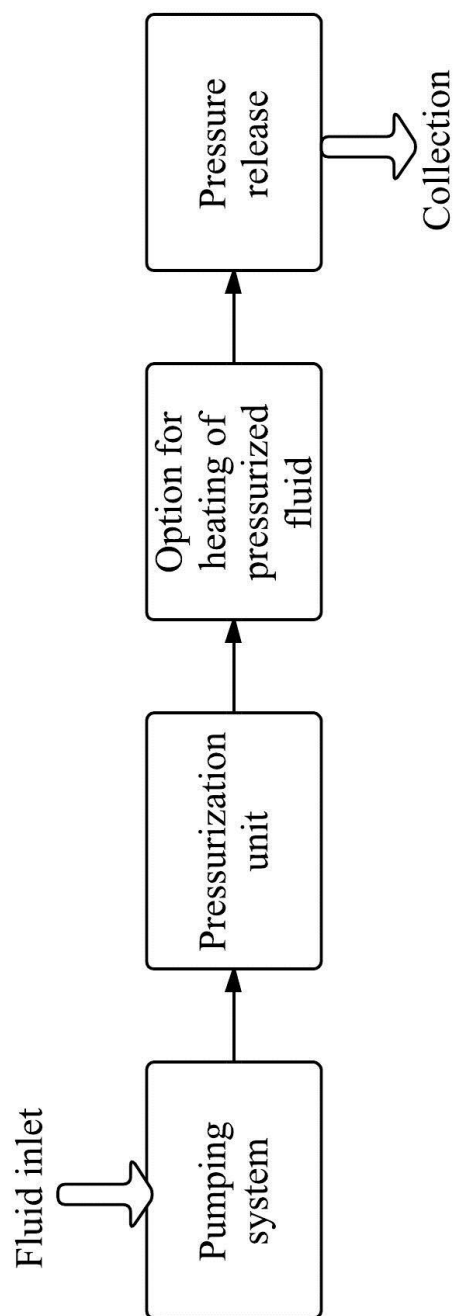 Fluid inlet
Pumping
system
Pressurization
unit
Option for
heating of
pressurized
fluid
Pressure
release
Collection